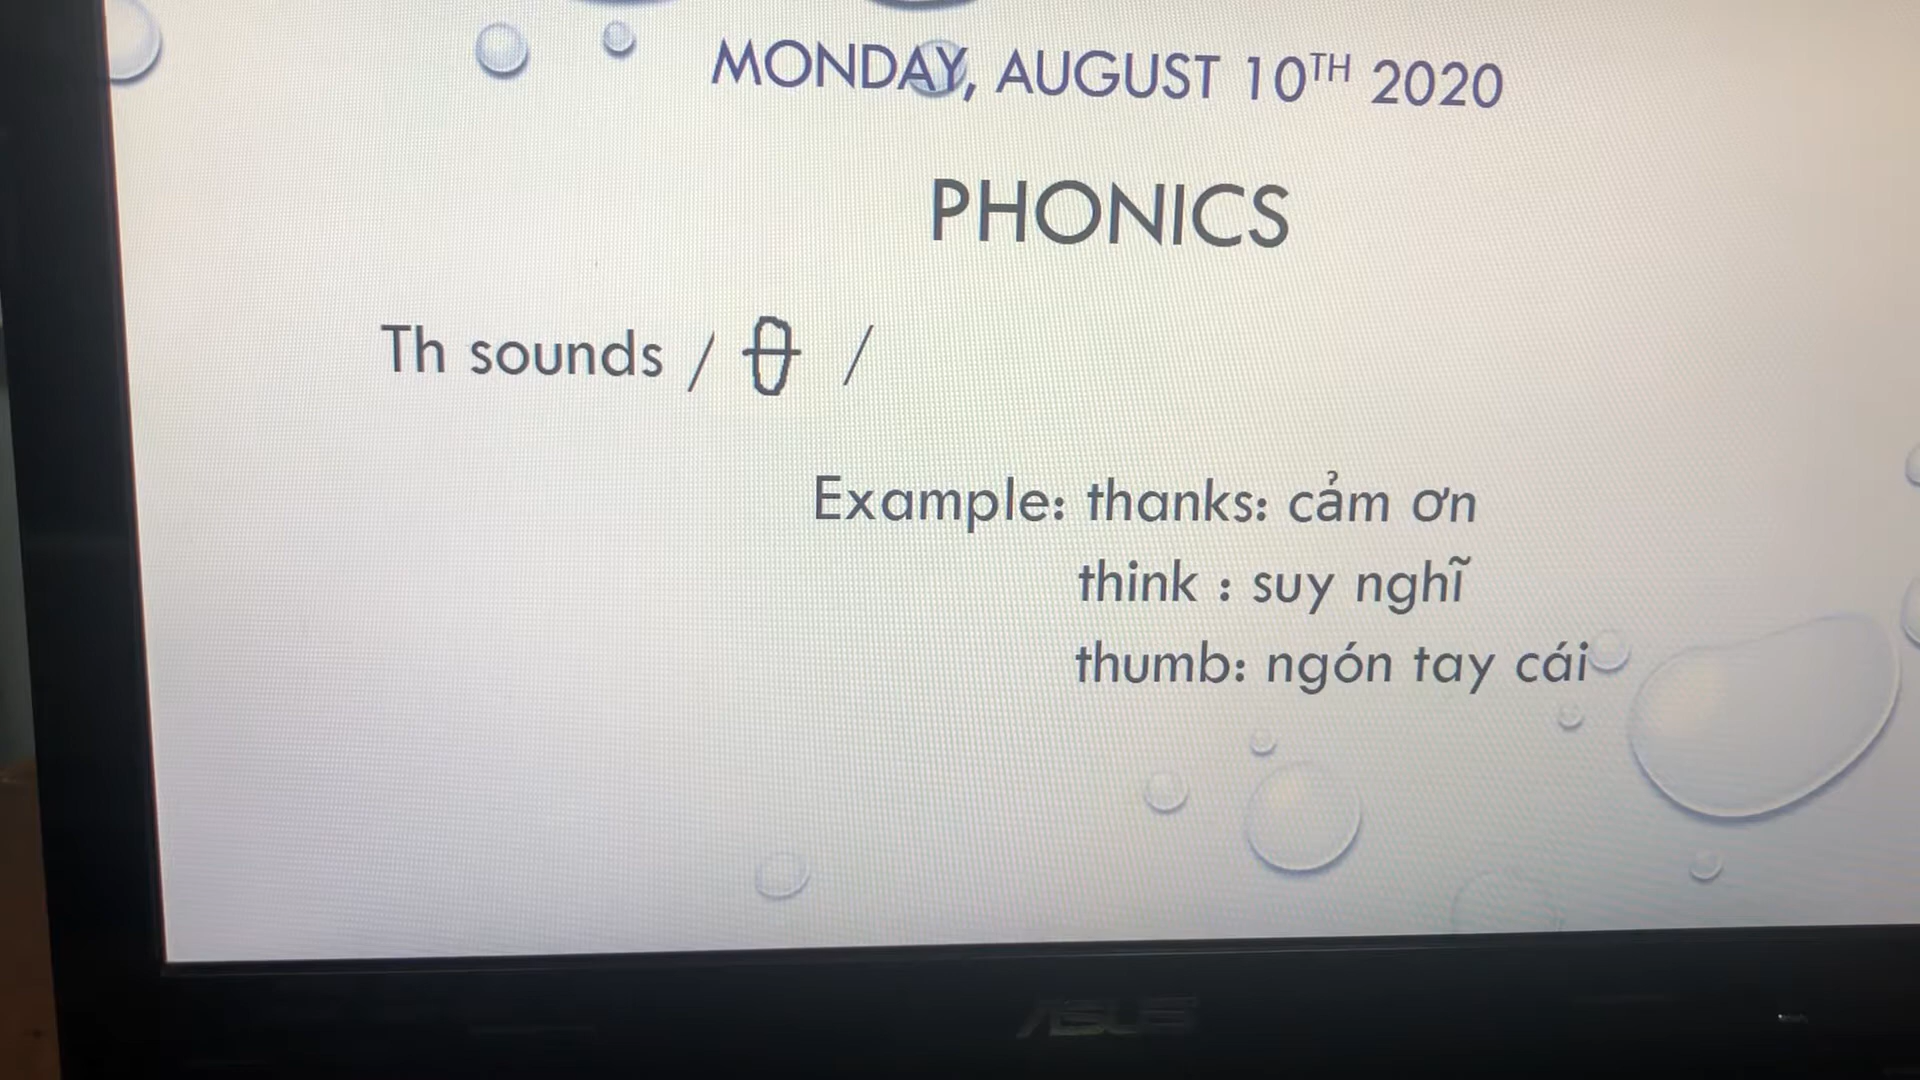 MONDAY, AUGUST 10TH 2020
PHONICS
Th sounds / θ /
Example: thanks: cảm ơn
think : suy nghĩ
thumb: ngón tay cái
ASUS